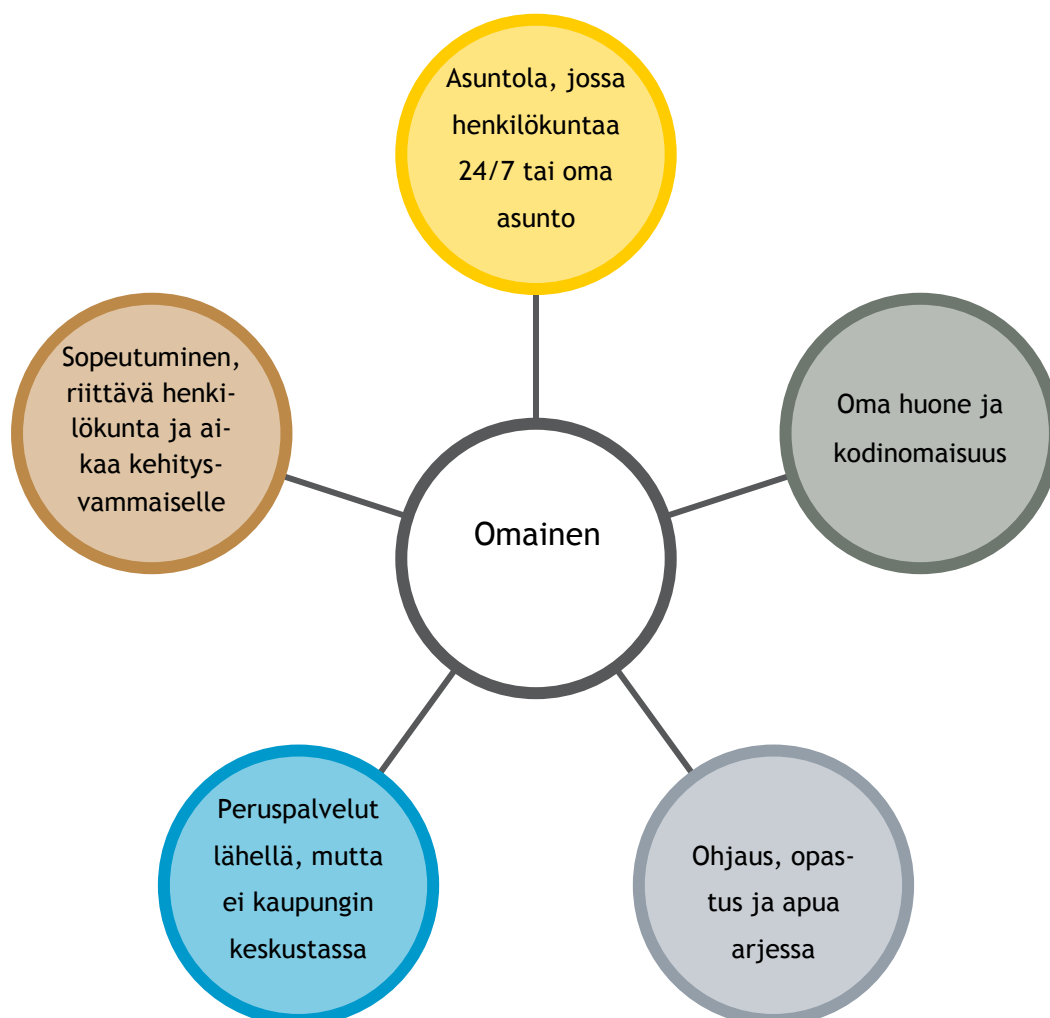 Asuntola, jossa
henkilökuntaa
24/7 tai oma
asunto
Sopeutuminen,
riittävä henki-
lökunta ja ai-
kaa kehitys-
vammaiselle
Oma huone ja
kodinomaisuus
Omainen
Peruspalvelut
lähellä, mutta
ei kaupungin
keskustassa
Ohjaus, opas-
tus ja apua
arjessa